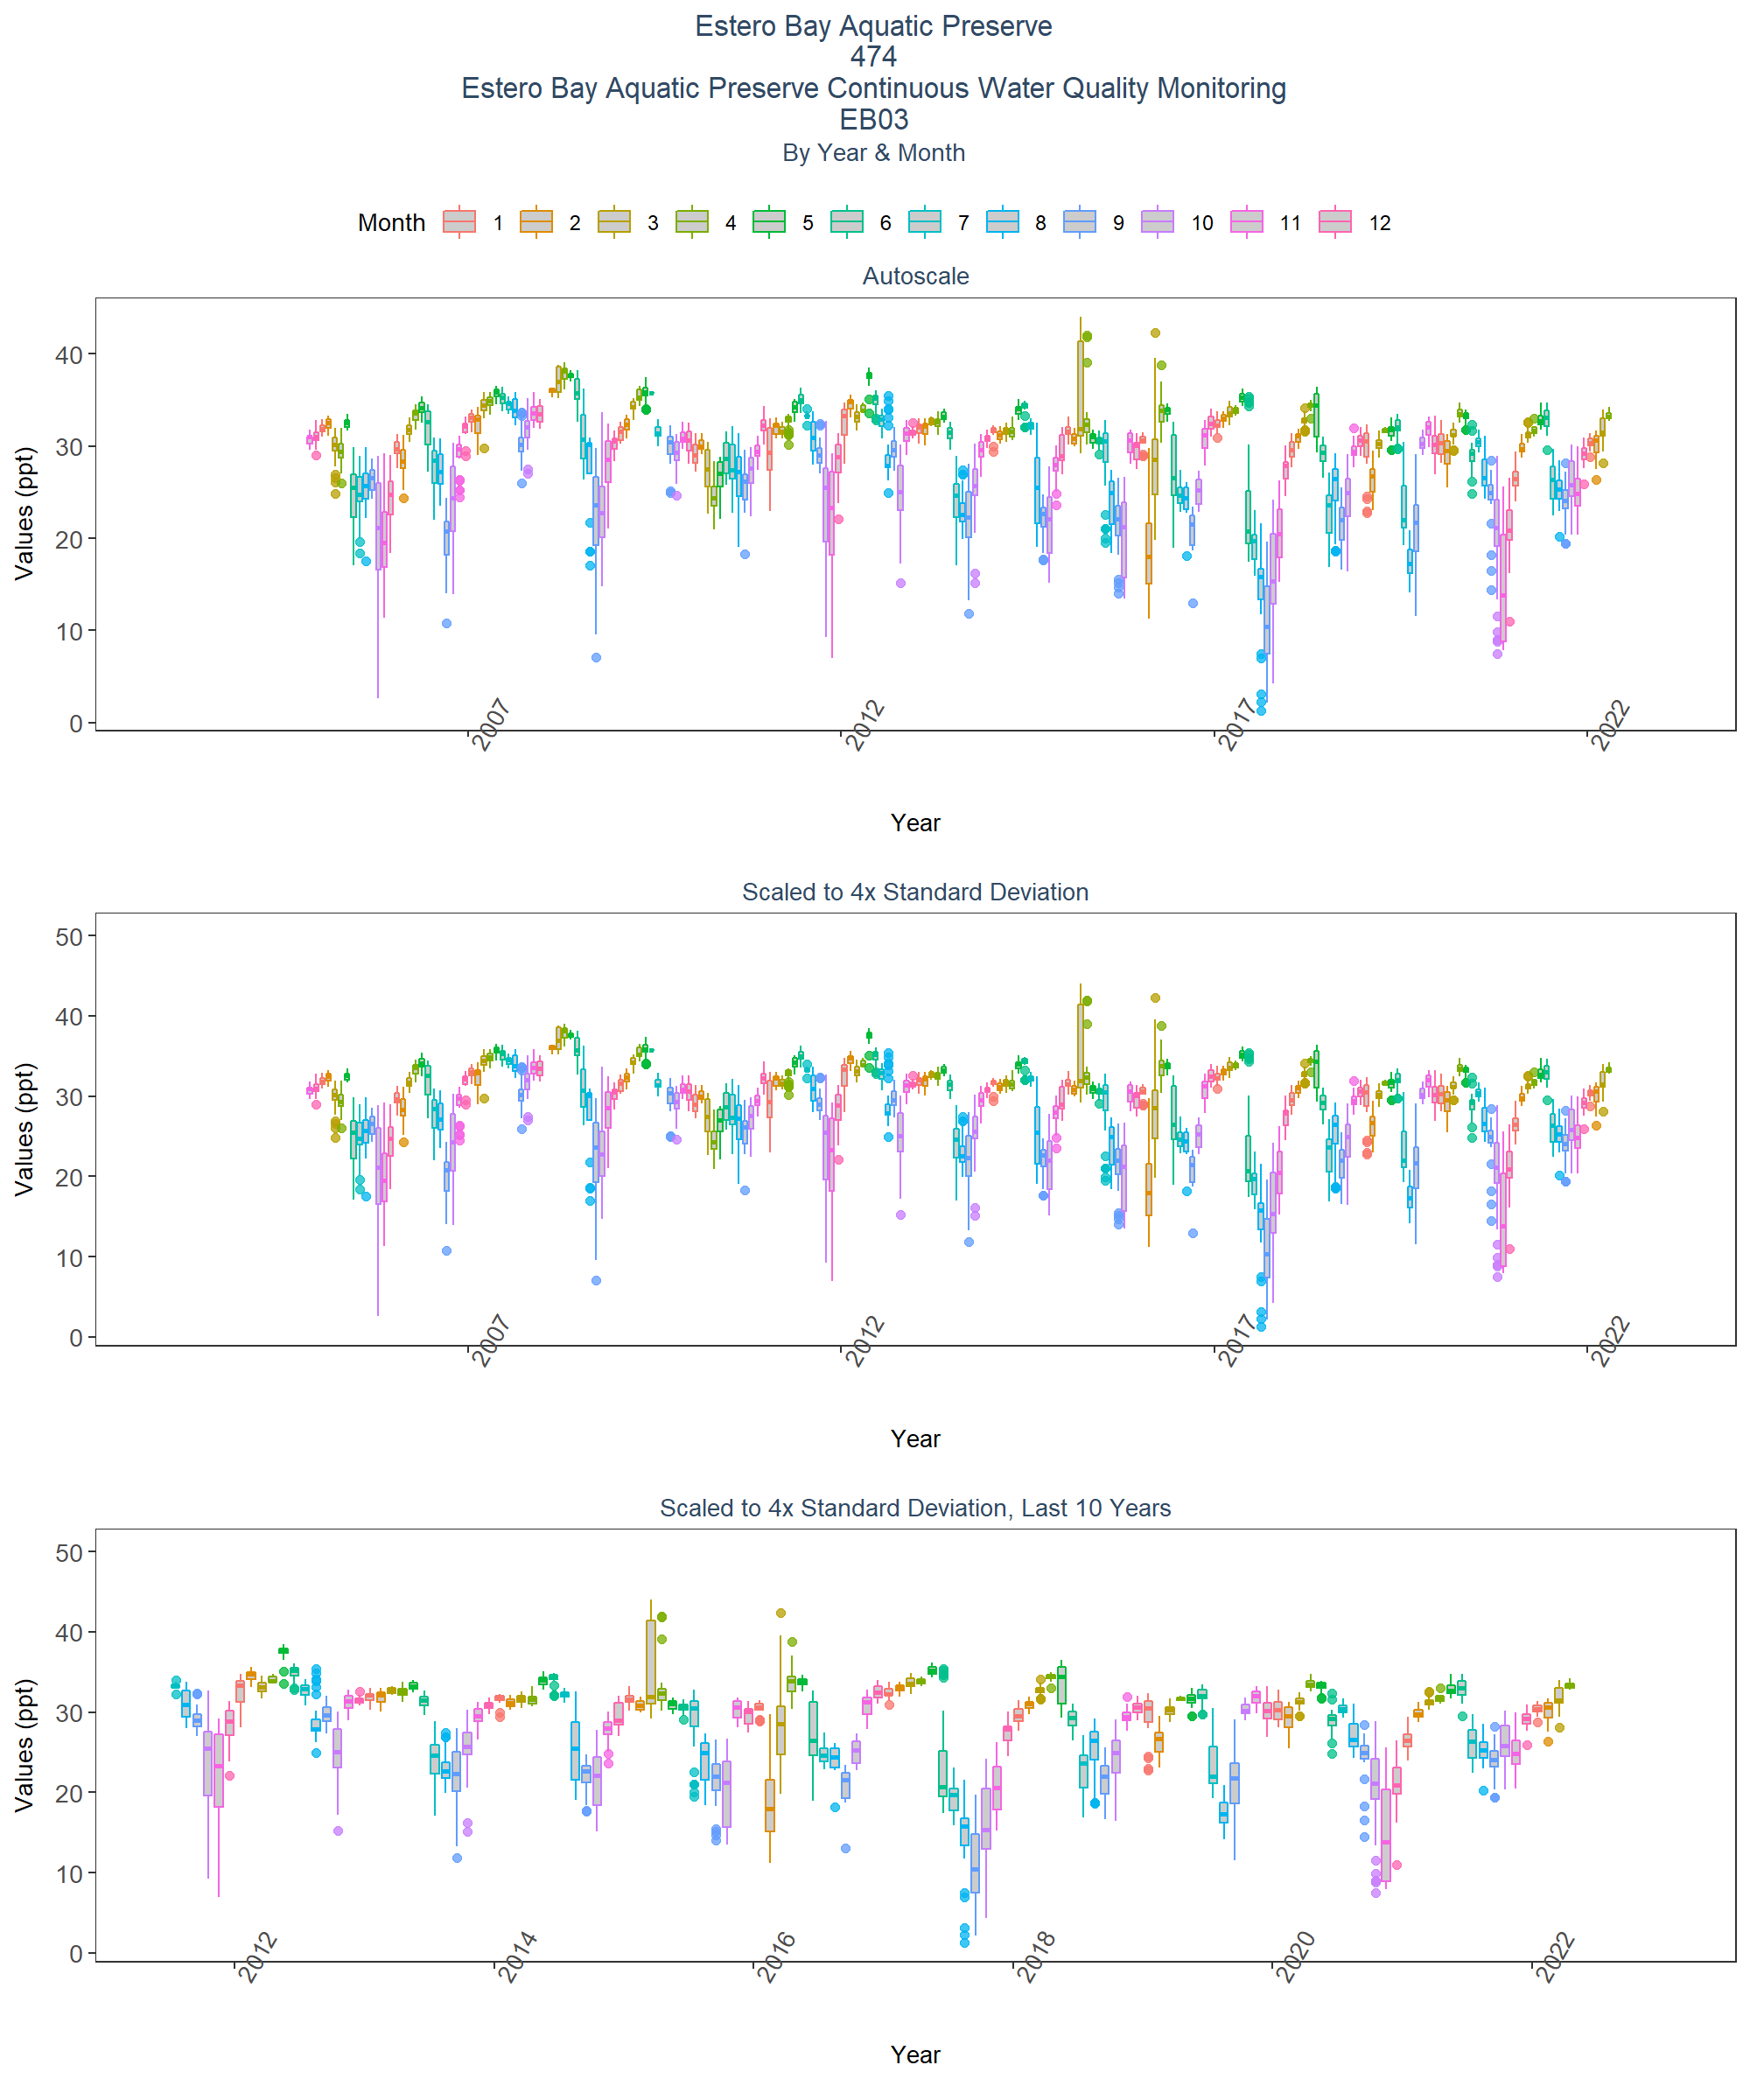 Estero Bay Aquatic Preserve
474
Estero Bay Aquatic Preserve Continuous Water Quality Monitoring
EB03
By Year & Month
Month 1 2 3 4 5 6 7 8 9 10 11 12
Autoscale
Values (ppt)
40
30
20
10
0
2007 2012 2017 2022
Year
Scaled to 4x Standard Deviation
Values (ppt)
50
40
30
20
10
0
2007 2012 2017 2022
Year
Scaled to 4x Standard Deviation, Last 10 Years
Values (ppt)
50
40
30
20
10
0
2012 2014 2016 2018 2020 2022
Year